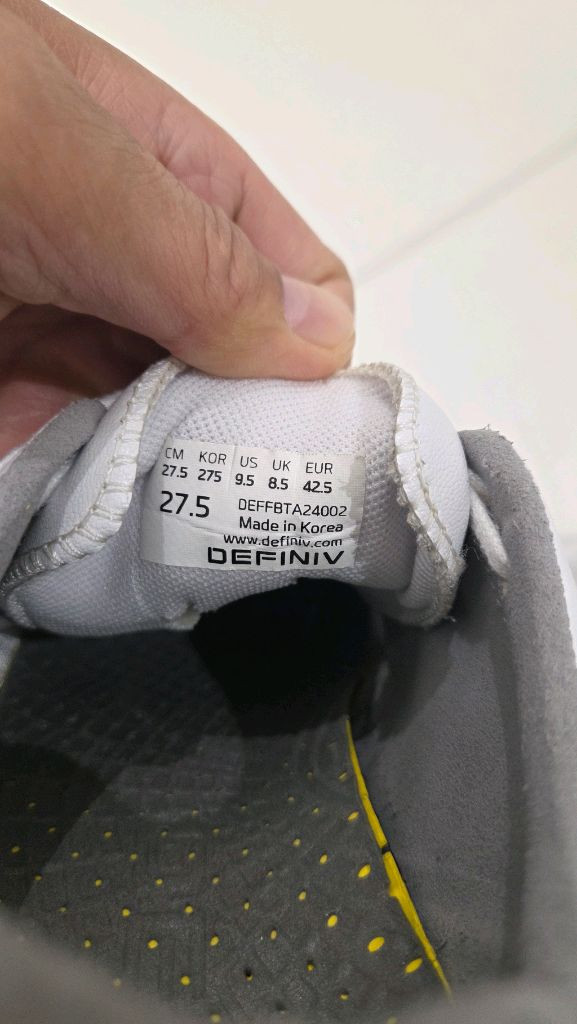 CM KOR US UK EUR
27.5 275 9.5 8.5 42.5
27.5 DEFFBTA24002
Made in Korea
www.definiv.com
DEFINIV